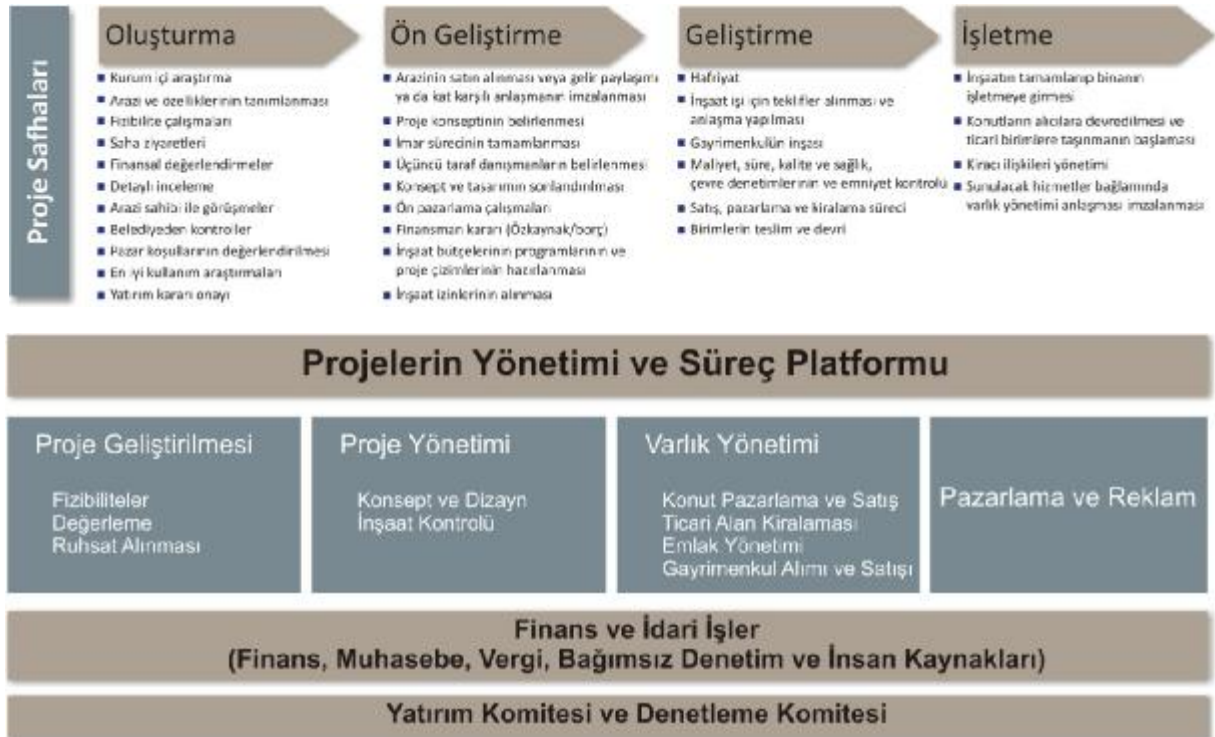 Proje Safhaları
Oluşturma
Kurum içi araştırma
Arazi ve özelliklerinin tanımlanması
Fizibilite çalışmaları
Saha ziyaretleri
Finansal değerlendirmeler
Detaylı inceleme
Arazi sahibi ile görüşmeler
Belediyeden kontroller
Pazar koşullarının değerlendirilmesi
En iyi kullanım araştırmaları
Yatırım kararı onayı
Ön Geliştirme
Arazinin satın alınması veya gelir paylaşımı
ya da kat karşılı anlaşmanın imzalanması
Proje konseptinin belirlenmesi
İmar sürecinin tamamlanması
Üçüncü taraf danışmanların belirlenmesi
Konsept ve tasarımın sonlandırılması
Ön pazarlama çalışmaları
Finansman kararı (Özkaynak/borç)
İnşaat bütçelerinin programlarının ve
proje çizimlerinin hazırlanması
İnşaat izinlerinin alınması
Geliştirme
Hafriyat
İnşaat işi için teklifler alınması ve
anlaşma yapılması
Gayrimenkulün inşası
Maliyet, süre, kalite ve sağlık,
çevre denetimlerinin ve emniyet kontrolü
Satış, pazarlama ve kiralama süreci
Birimlerin teslim ve devri
İşletme
İnşaatın tamamlanıp binanın
işletmeye girmesi
Konutların alıcılara devredilmesi ve
ticari birimlere taşınmanın başlaması
Kiracı ilişkileri yönetimi
Sunulacak hizmetler bağlamında
varlık yönetimi anlaşması imzalanması
Projelerin Yönetimi ve Süreç Platformu
Proje Geliştirilmesi
Fizibiliteler
Değerleme
Ruhsat Alınması
Proje Yönetimi
Konsept ve Dizayn
İnşaat Kontrolü
Varlık Yönetimi
Konut Pazarlama ve Satış
Ticari Alan Kiralaması
Emlak Yönetimi
Gayrimenkul Alımı ve Satışı
Pazarlama ve Reklam
Finans ve İdari İşler
(Finans, Muhasebe, Vergi, Bağımsız Denetim ve İnsan Kaynakları)
Yatırım Komitesi ve Denetleme Komitesi